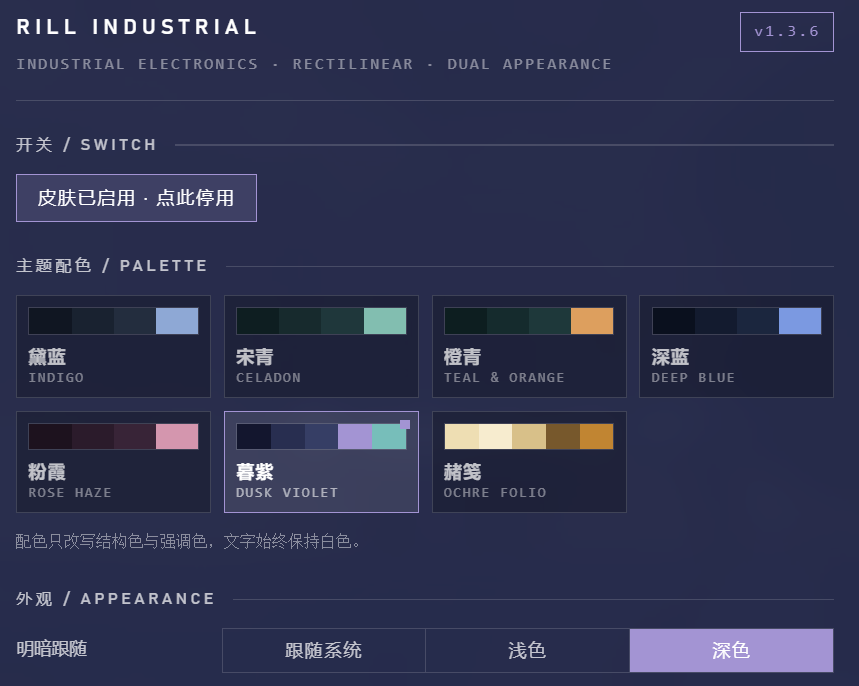 RILL INDUSTRIAL
v1.3.6
INDUSTRIAL ELECTRONICS · RECTILINEAR · DUAL APPEARANCE
开关 / SWITCH
皮肤已启用 · 点此停用
主题配色 / PALETTE
黛蓝
INDIGO
宋青
CELADON
橙青
TEAL & ORANGE
深蓝
DEEP BLUE
粉霞
ROSE HAZE
暮紫
DUSK VIOLET
赭笺
OCHRE FOLIO
配色只改写结构色与强调色，文字始终保持白色。
外观 / APPEARANCE
明暗跟随
跟随系统
浅色
深色